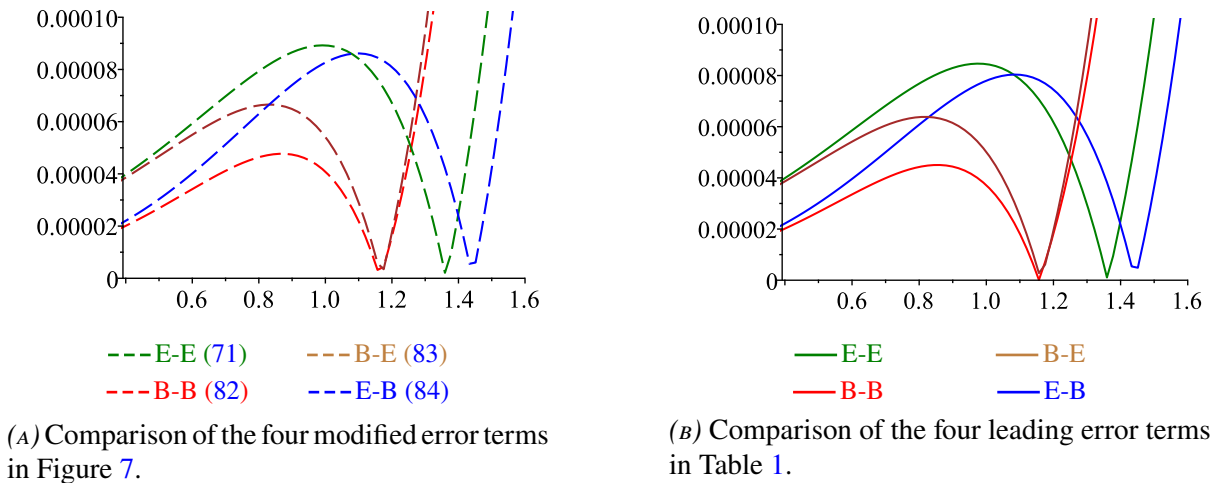 0.00010
0.00008
0.00006
0.00004
0.00002
0
0.6 0.8 1.0 1.2 1.4 1.6
E-E (71) B-E (83)
B-B (82) E-B (84)
(A) Comparison of the four modified error terms
in Figure 7.
0.00010
0.00008
0.00006
0.00004
0.00002
0
0.6 0.8 1.0 1.2 1.4 1.6
E-E B-E
B-B E-B
(B) Comparison of the four leading error terms
in Table 1.